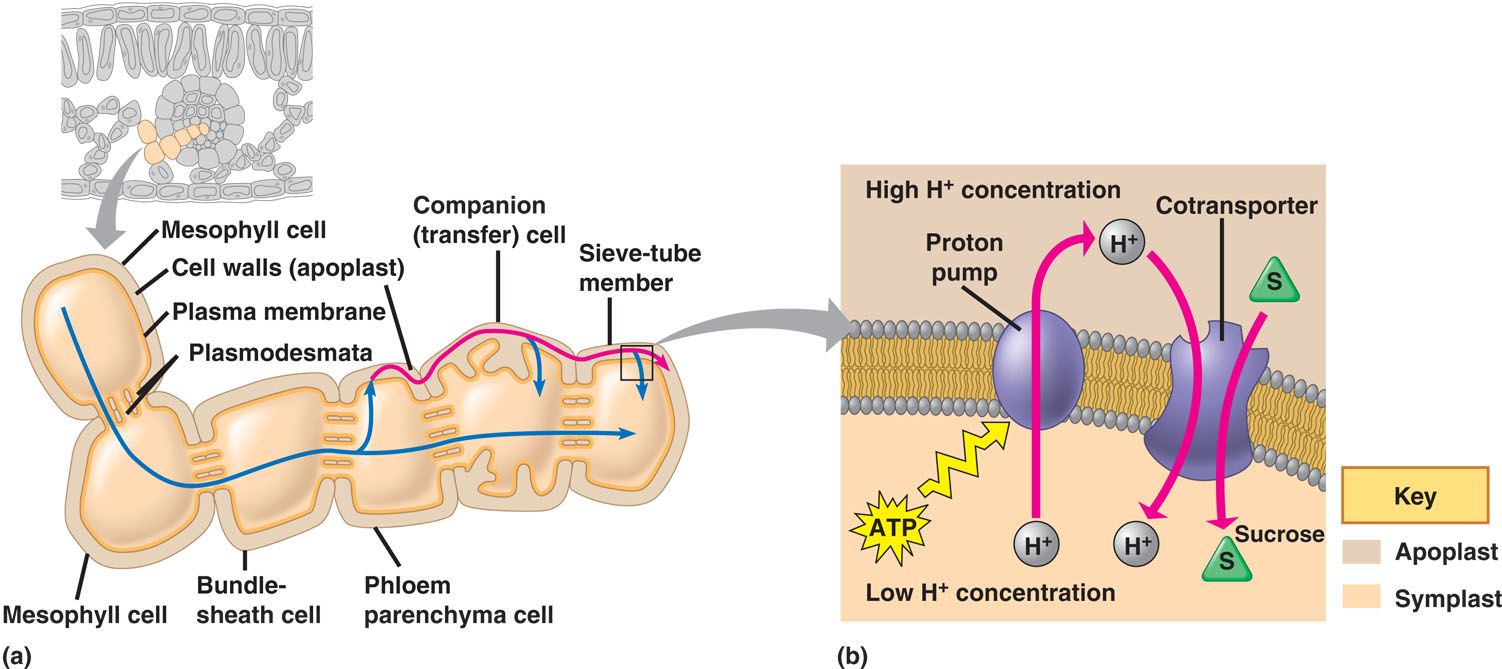 Mesophyll cell
Cell walls (apoplast)
Plasma membrane
Plasmodesmata
Companion
(transfer) cell
Sieve-tube
member
Mesophyll cell
Bundle-
sheath cell
Phloem
parenchyma cell
(a)
High H+ concentration
Cotransporter
Proton
pump
H+
S
ATP
H+
H+
S
Sucrose
Low H+ concentration
(b)
Key
Apoplast
Symplast